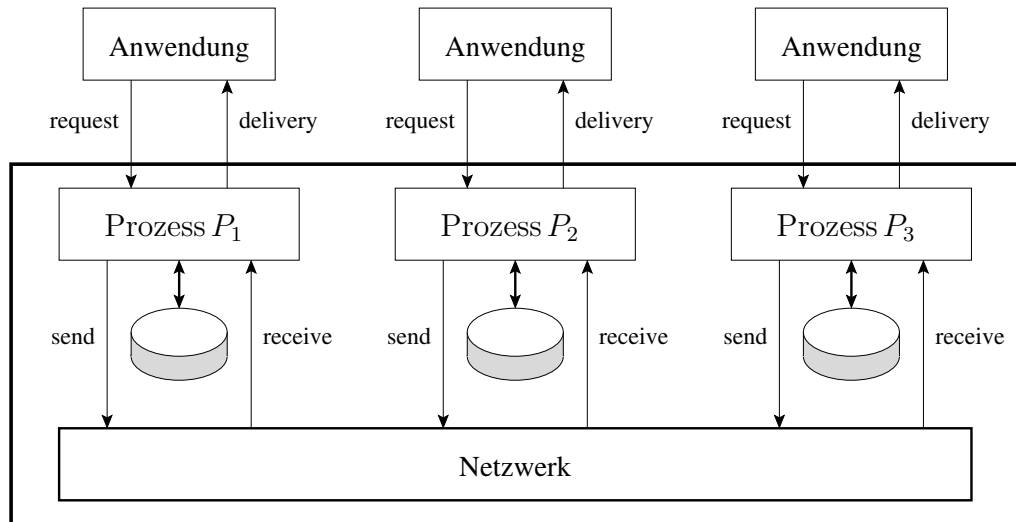 Anwendung Anwendung Anwendung
request delivery request delivery request delivery
Prozess P1 Prozess P2 Prozess P3
send receive send receive send receive
Netzwerk